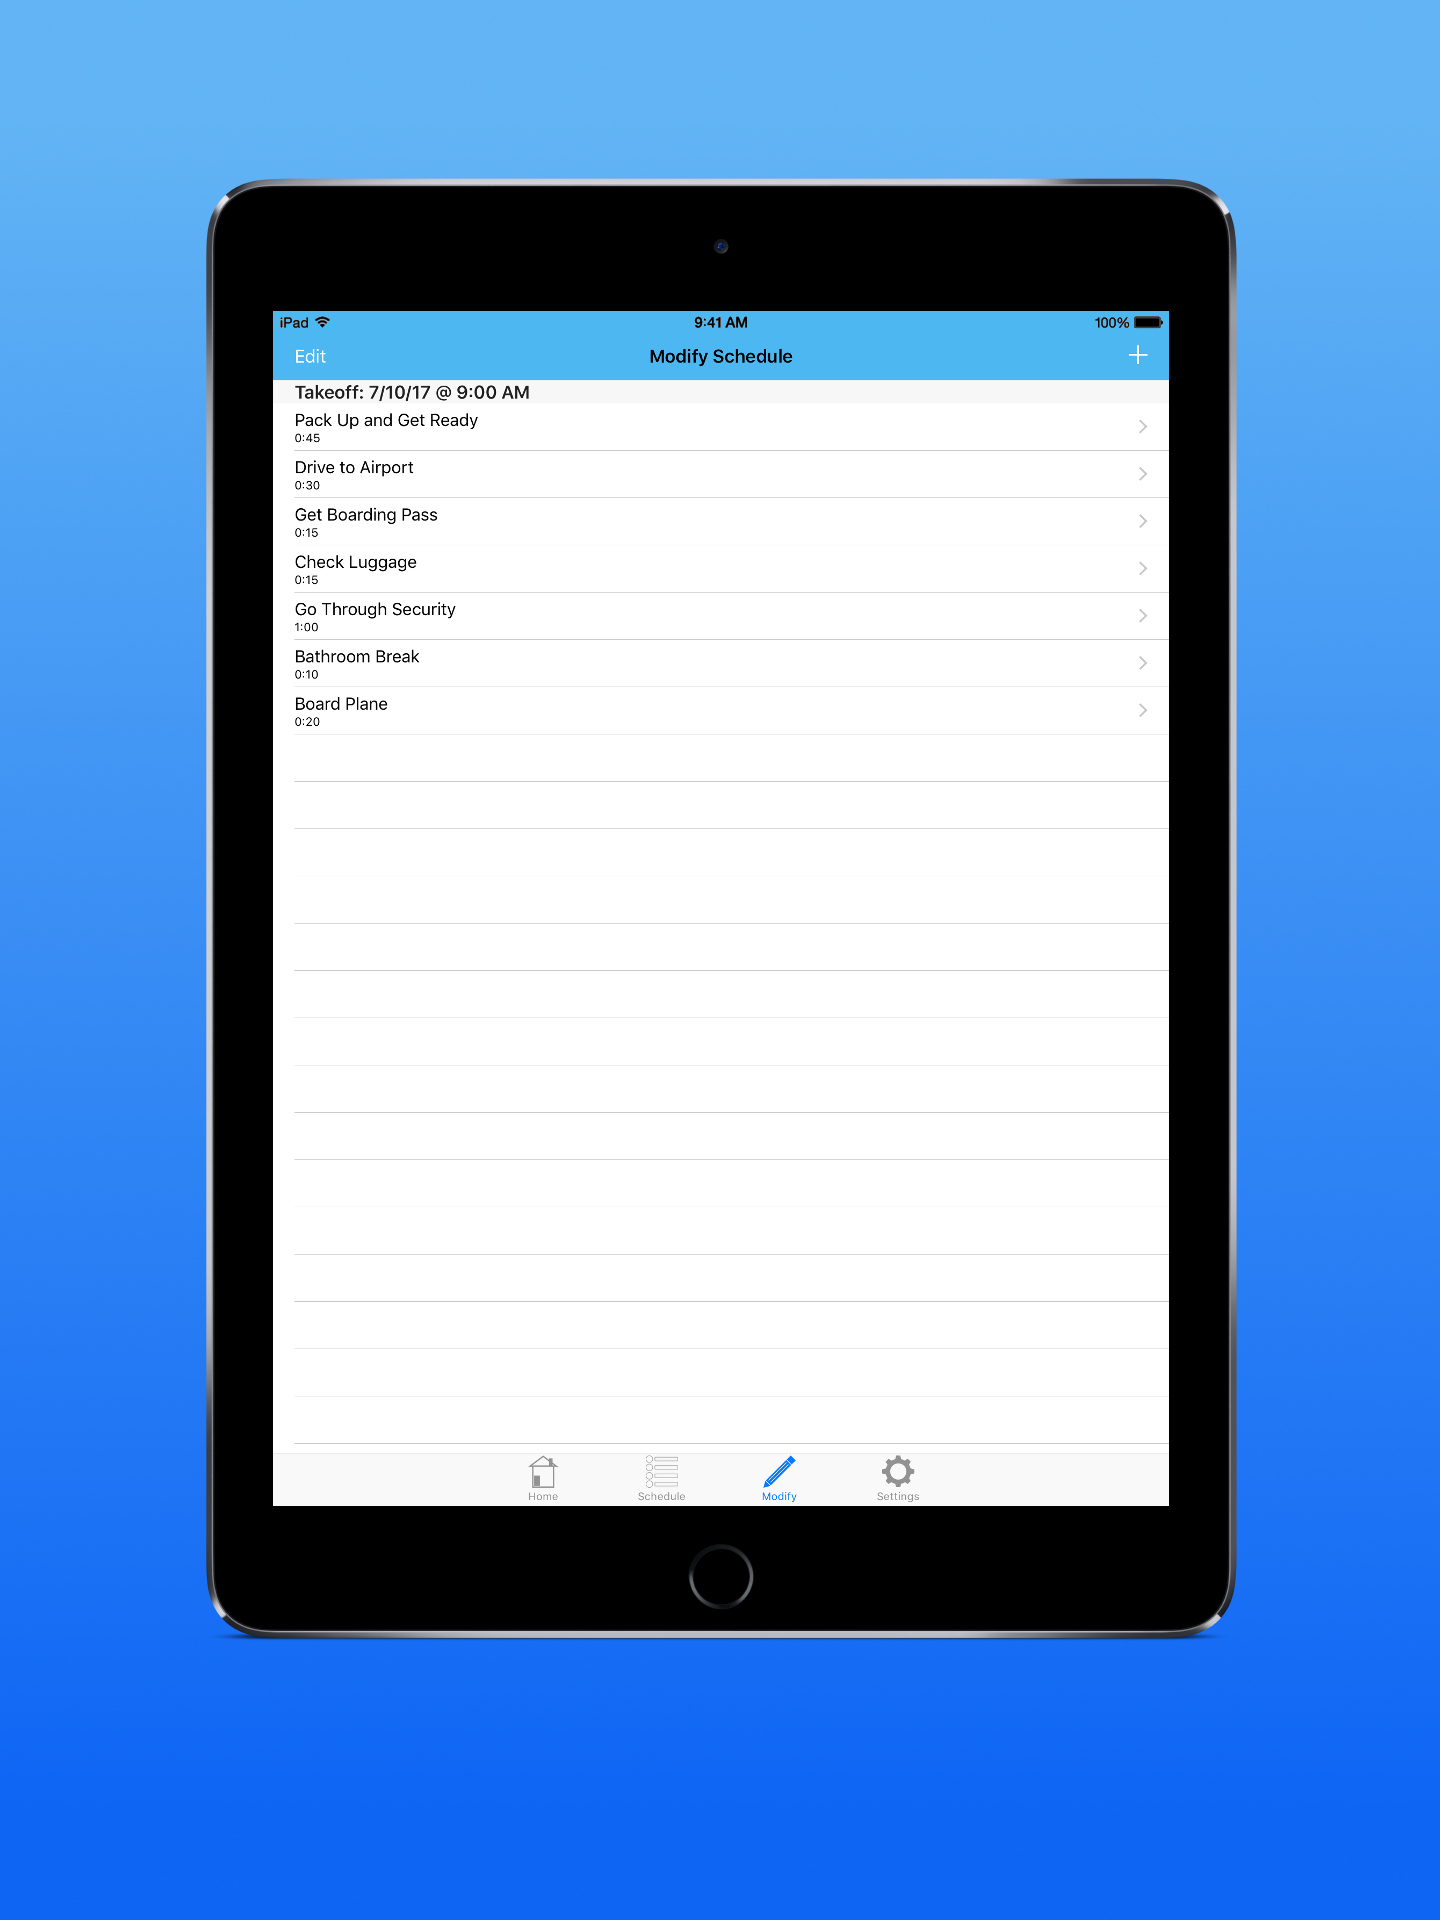 iPad 9:41 AM 100%
Edit Modify Schedule +
Takeoff: 7/10/17 @ 9:00 AM
Pack Up and Get Ready
0:45
Drive to Airport
0:30
Get Boarding Pass
0:15
Check Luggage
0:15
Go Through Security
1:00
Bathroom Break
0:10
Board Plane
0:20
Home Schedule Modify Settings